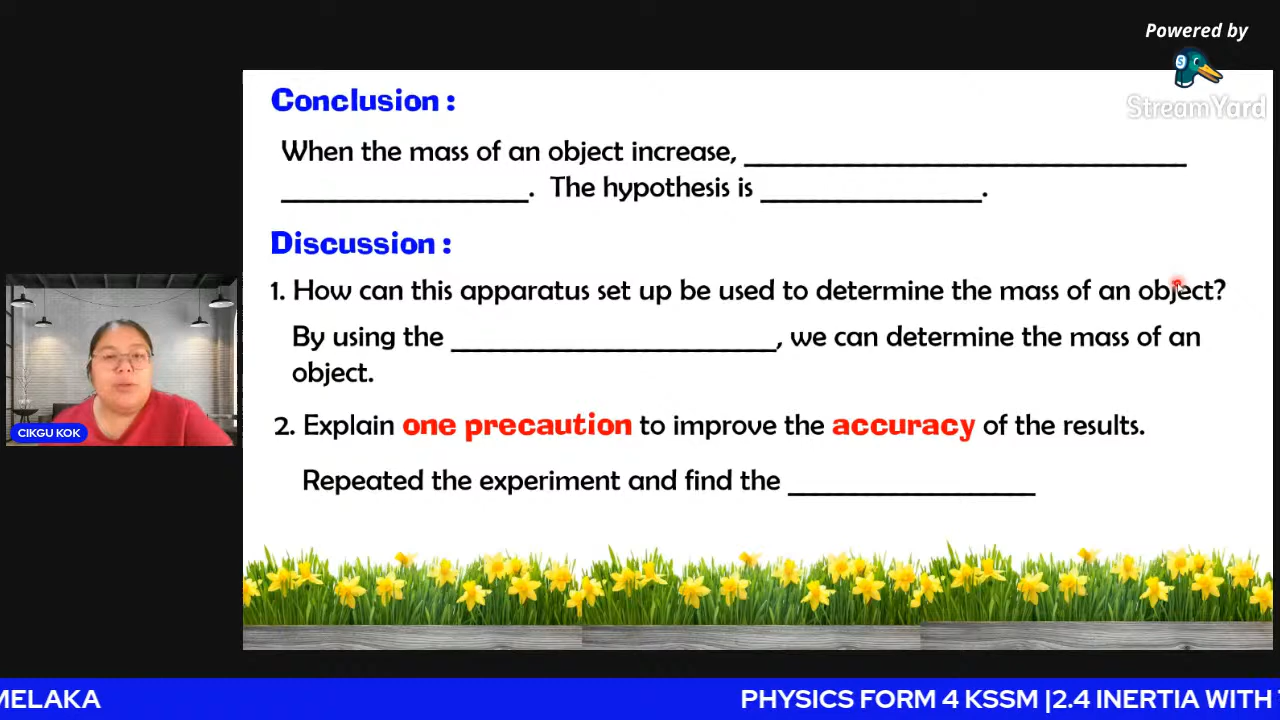 Powered by
StreamYard
Conclusion :
When the mass of an object increase, ______________________________
_________________. The hypothesis is _______________.
Discussion :
1. How can this apparatus set up be used to determine the mass of an object?
By using the ______________________, we can determine the mass of an
object.
2. Explain one precaution to improve the accuracy of the results.
Repeated the experiment and find the _________________
CIKGU KOK
MELAKA
PHYSICS FORM 4 KSSM |2.4 INERTIA WITH